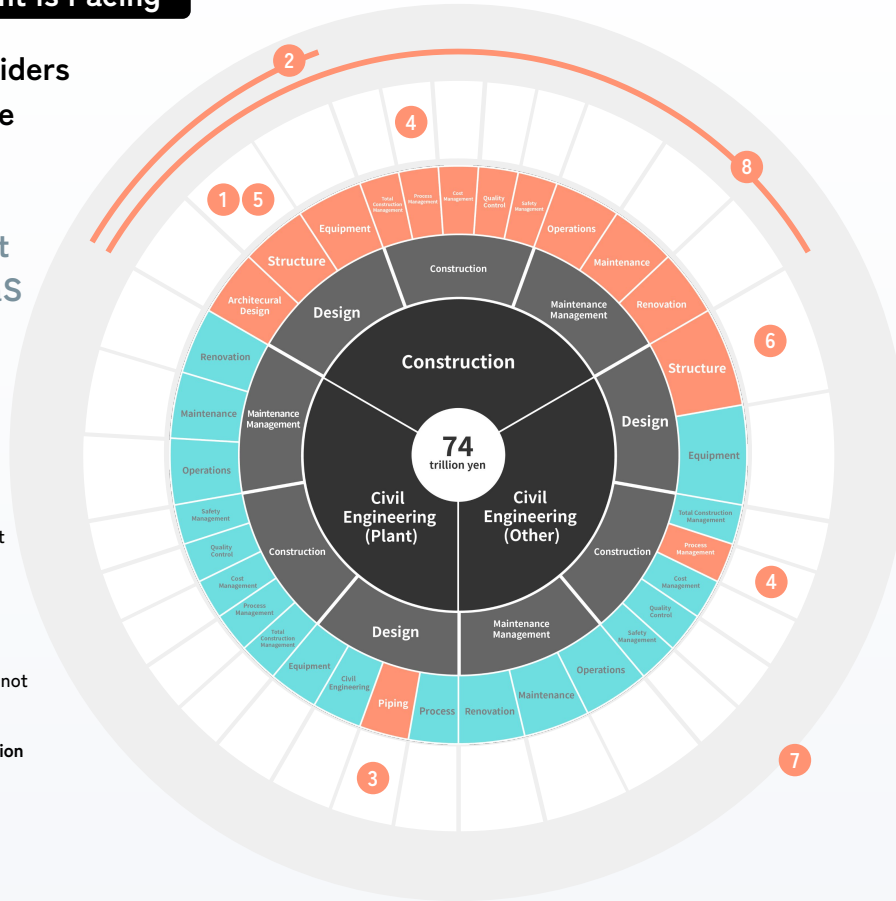 nt is Facing
iders
e
t
S
t
not
ion
2
4
8
1
5
6
4
7
3
74
trillion yen
Construction
Civil
Engineering
(Plant)
Civil
Engineering
(Other)
Construction
Maintenance
Management
Design
Construction
Maintenance
Management
Design
Construction
Maintenance
Management
Design
Total
Construction
Management
Process
Management
Cost
Management
Quality
Control
Safety
Management
Operations
Maintenance
Renovation
Structure
Equipment
Total Construction
Management
Process
Management
Cost
Management
Quality
Control
Safety
Management
Operations
Maintenance
Renovation
Process
Piping
Civil
Engineering
Equipment
Total
Construction
Management
Process
Management
Cost
Management
Quality
Control
Safety
Management
Operations
Maintenance
Renovation
Architecural
Design
Structure
Equipment